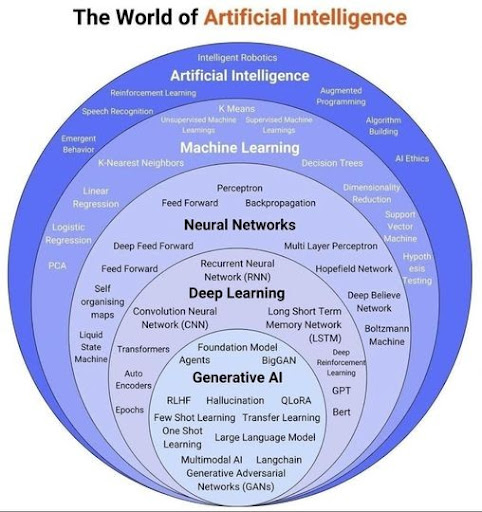 The World of Artificial Intelligence
Intelligent Robotics
Artificial Intelligence
Reinforcement Learning
Augmented
Programming
Speech Recognition
K Means
Algorithm
Building
Unsupervised Machine
Learnings
Supervised Machine
Learnings
Emergent
Behavior
Machine Learning
AI Ethics
K-Nearest Neighbors
Decision Trees
Linear
Regression
Perceptron
Dimensionality
Reduction
Feed Forward
Backpropagation
Support
Vector
Machine
Neural Networks
Logistic
Regression
Deep Feed Forward
Multi Layer Perceptron
PCA
Feed Forward
Recurrent Neural
Network (RNN)
Hopefield Network
Hypoth
esis
Testing
Self
organising
maps
Deep Learning
Deep Believe
Network
Convolution Neural
Network (CNN)
Long Short Term
Memory Network
(LSTM)
Liquid
State
Machine
Boltzmann
Machine
Transformers
Foundation Model
Agents
BigGAN
Deep
Reinforcement
Learning
Auto
Encoders
Generative AI
GPT
Epochs
RLHF
Hallucination
QLoRA
Bert
Few Shot Learning
Transfer Learning
One Shot
Learning
Large Language Model
Multimodal AI
Langchain
Generative Adversarial
Networks (GANs)